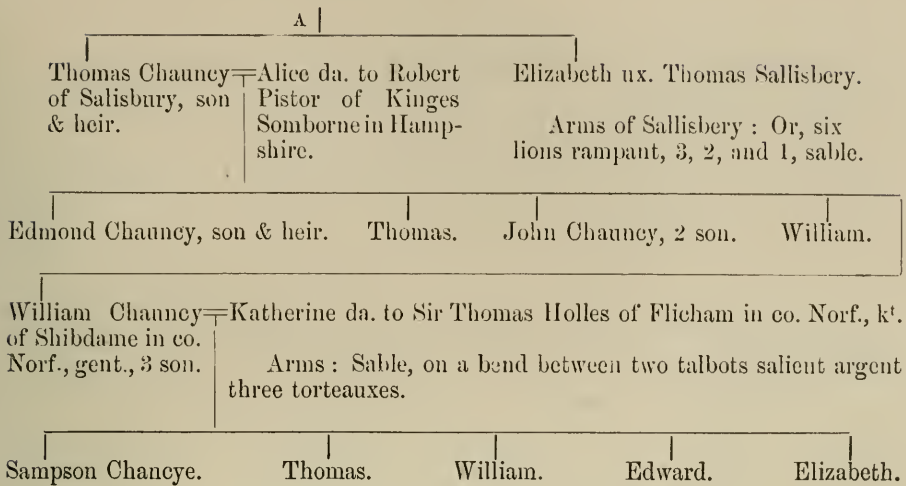 A
Thomas Chauncy
of Salisbury, son
& heir.
Alice da. to Robert
Pistor of Kinges
Somborne in Hamp-
shire.
Elizabeth ux. Thomas Sallisbery.
Arms of Sallisbery : Or, six
lions rampant, 3, 2, and 1, sable.
Edmond Chauncy, son & heir. Thomas. John Chauncy, 2 son. William.
William Chauncy
of Shibdame in co.
Norf., gent., 3 son.
Katherine da. to Sir Thomas Holles of Flicham in co. Norf., kt.
Arms : Sable, on a bend between two talbots salient argent
three torteauxes.
Sampson Chancye. Thomas. William. Edward. Elizabeth.